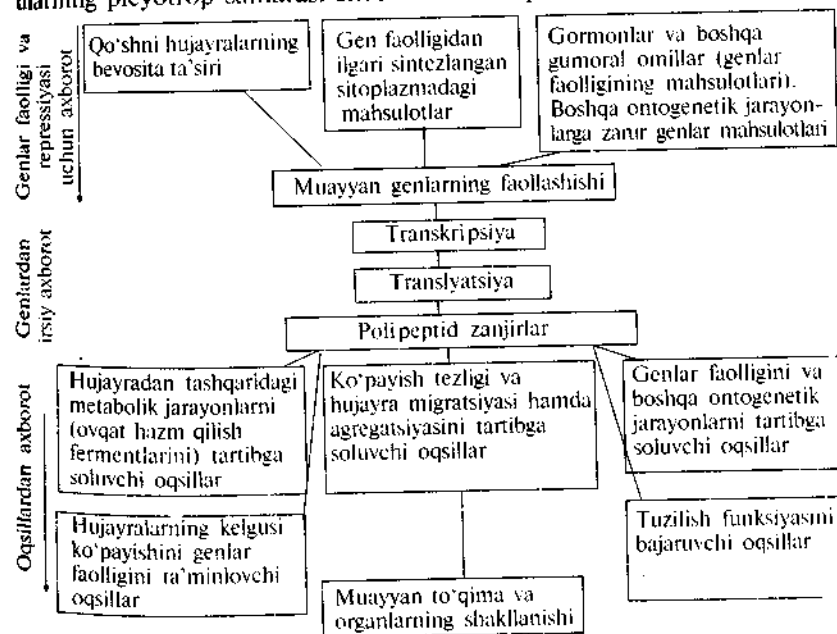 ularning pleyotrop
Genlar faolligi va
repressiyasi
uchun axborot
Qo‘shni hujayralarning
bevosita ta’siri
Gen faolligidan
ilgari sintezlangan
sitoplazmadagi
mahsulotlar
Gormonlar va boshqa
gumoral omillar (genlar
faolligining mahsulotlari).
Boshqa ontogenetik jarayon-
larga zarur genlar mahsulotlari
Muayyan genlarning faollashishi
Genlardan
irsiy axborot
Transkripsiya
Translyatsiya
Polipeptid zanjirlar
Oqsillardan axborot
Hujayradan tashqaridagi
metabolik jarayonlarni
(ovqat hazm qilish
fermentlarini) tartibga
soluvchi oqsillar
Ko‘payish tezligi va
hujayra migratsiyasi hamda
agregatsiyasini tartibga
soluvchi oqsillar
Genlar faolligini va
boshqa ontogenetik
jarayonlarni tartibga
soluvchi oqsillar
Hujayralarning kelgusi
ko‘payishini genlar
faolligini ta’minlovchi
oqsillar
Muayyan to‘qima va
organlarning shakllanishi
Tuzilish funksiyasini
bajaruvchi oqsillar